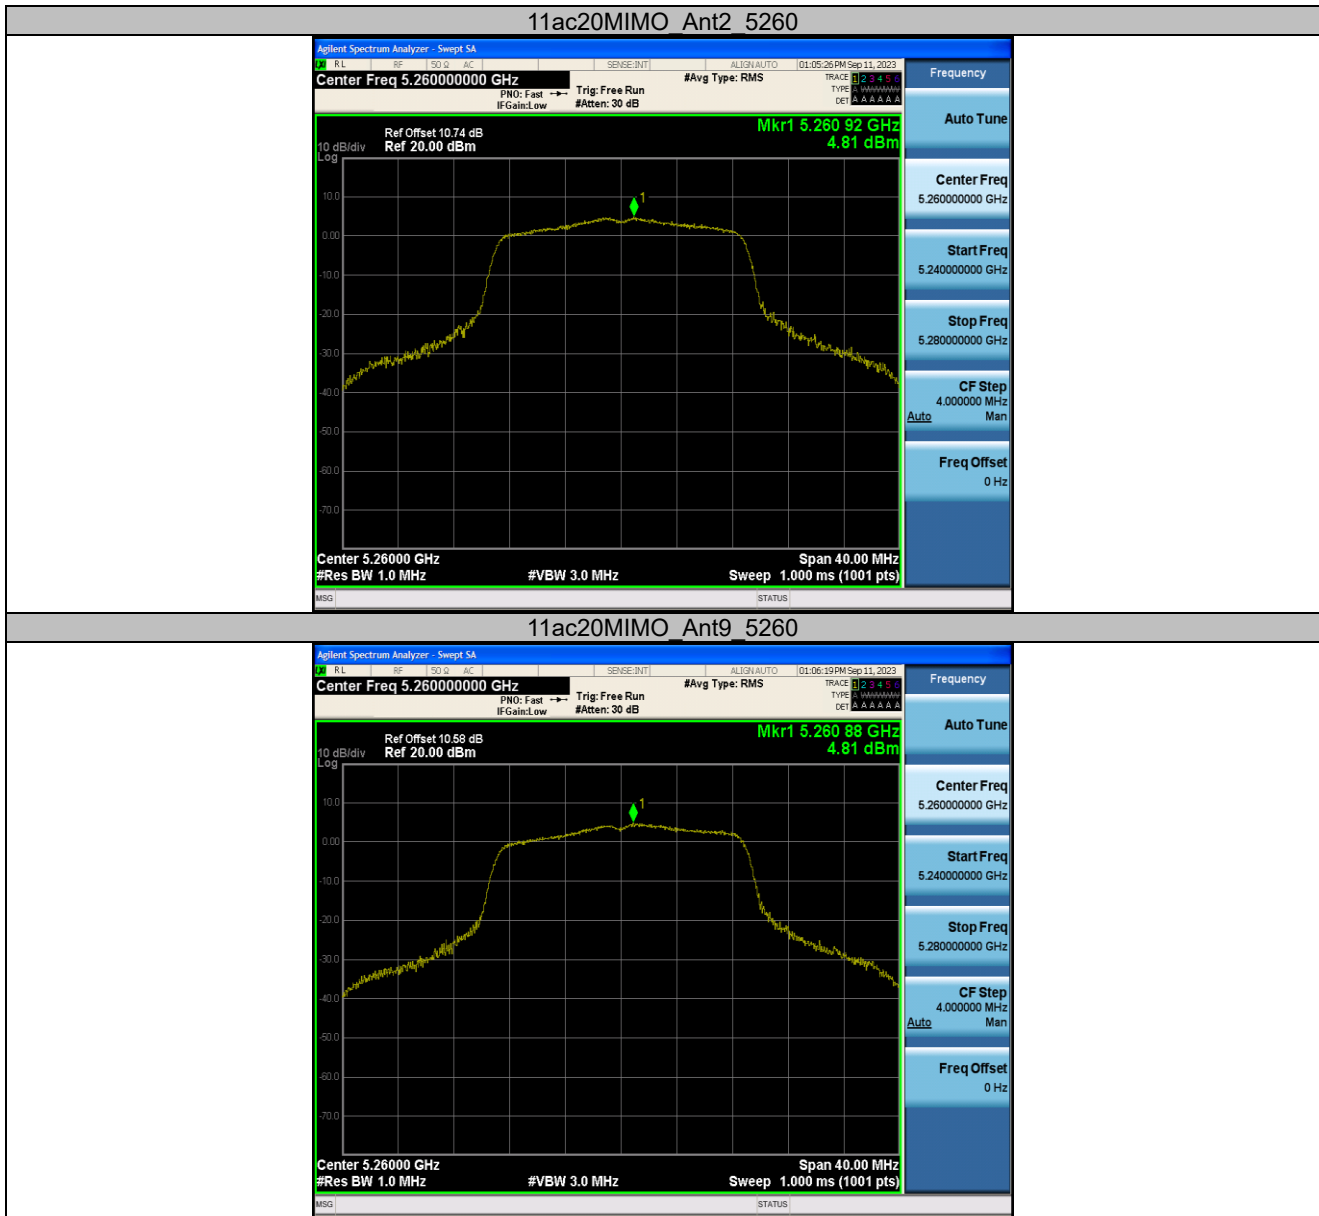 11ac20MIMO_Ant2_5260
Agilent Spectrum Analyzer - Swept SA
RL RF 50 Ω AC SENSE:INT ALIGNAUTO 01:05:26 PM Sep 11, 2023
Center Freq 5.260000000 GHz
PNO: Fast
IFGain:Low
Trig: Free Run
#Atten: 30 dB
#Avg Type: RMS
TRACE 1 2 3 4 5 6
TYPE A
DET A A A A A A
Frequency
Auto Tune
Ref Offset 10.74 dB
10 dB/div Ref 20.00 dBm
Log
Mkr1 5.260 92 GHz
4.81 dBm
1
10.0
0.00
-10.0
-20.0
-30.0
-40.0
-50.0
-60.0
-70.0
Center Freq
5.260000000 GHz
Start Freq
5.240000000 GHz
Stop Freq
5.280000000 GHz
CF Step
4.000000 MHz
Auto Man
Freq Offset
0 Hz
Center 5.26000 GHz Span 40.00 MHz
#Res BW 1.0 MHz #VBW 3.0 MHz Sweep 1.000 ms (1001 pts)
MSG STATUS
11ac20MIMO_Ant9_5260
Agilent Spectrum Analyzer - Swept SA
RL RF 50 Ω AC SENSE:INT ALIGNAUTO 01:06:19 PM Sep 11, 2023
Center Freq 5.260000000 GHz
PNO: Fast
IFGain:Low
Trig: Free Run
#Atten: 30 dB
#Avg Type: RMS
TRACE 1 2 3 4 5 6
TYPE A
DET A A A A A A
Frequency
Auto Tune
Ref Offset 10.58 dB
10 dB/div Ref 20.00 dBm
Log
Mkr1 5.260 88 GHz
4.81 dBm
1
10.0
0.00
-10.0
-20.0
-30.0
-40.0
-50.0
-60.0
-70.0
Center Freq
5.260000000 GHz
Start Freq
5.240000000 GHz
Stop Freq
5.280000000 GHz
CF Step
4.000000 MHz
Auto Man
Freq Offset
0 Hz
Center 5.26000 GHz Span 40.00 MHz
#Res BW 1.0 MHz #VBW 3.0 MHz Sweep 1.000 ms (1001 pts)
MSG STATUS